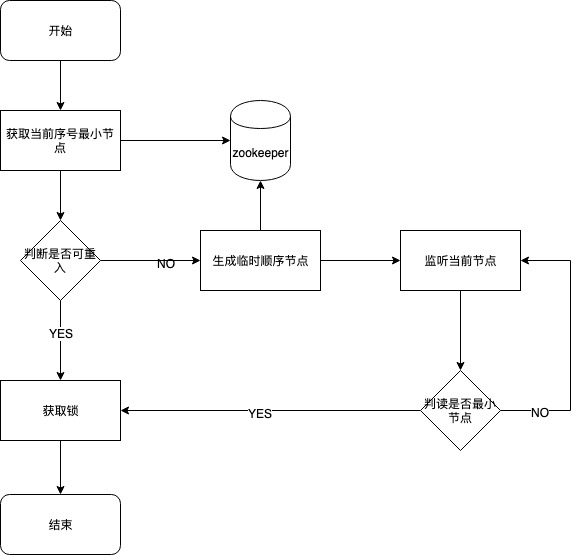 开始
获取当前序号最小节
点
zookeeper
判断是否可重
入
NO
生成临时顺序节点
监听当前节点
YES
获取锁
YES
判读是否最小
节点
NO
结束